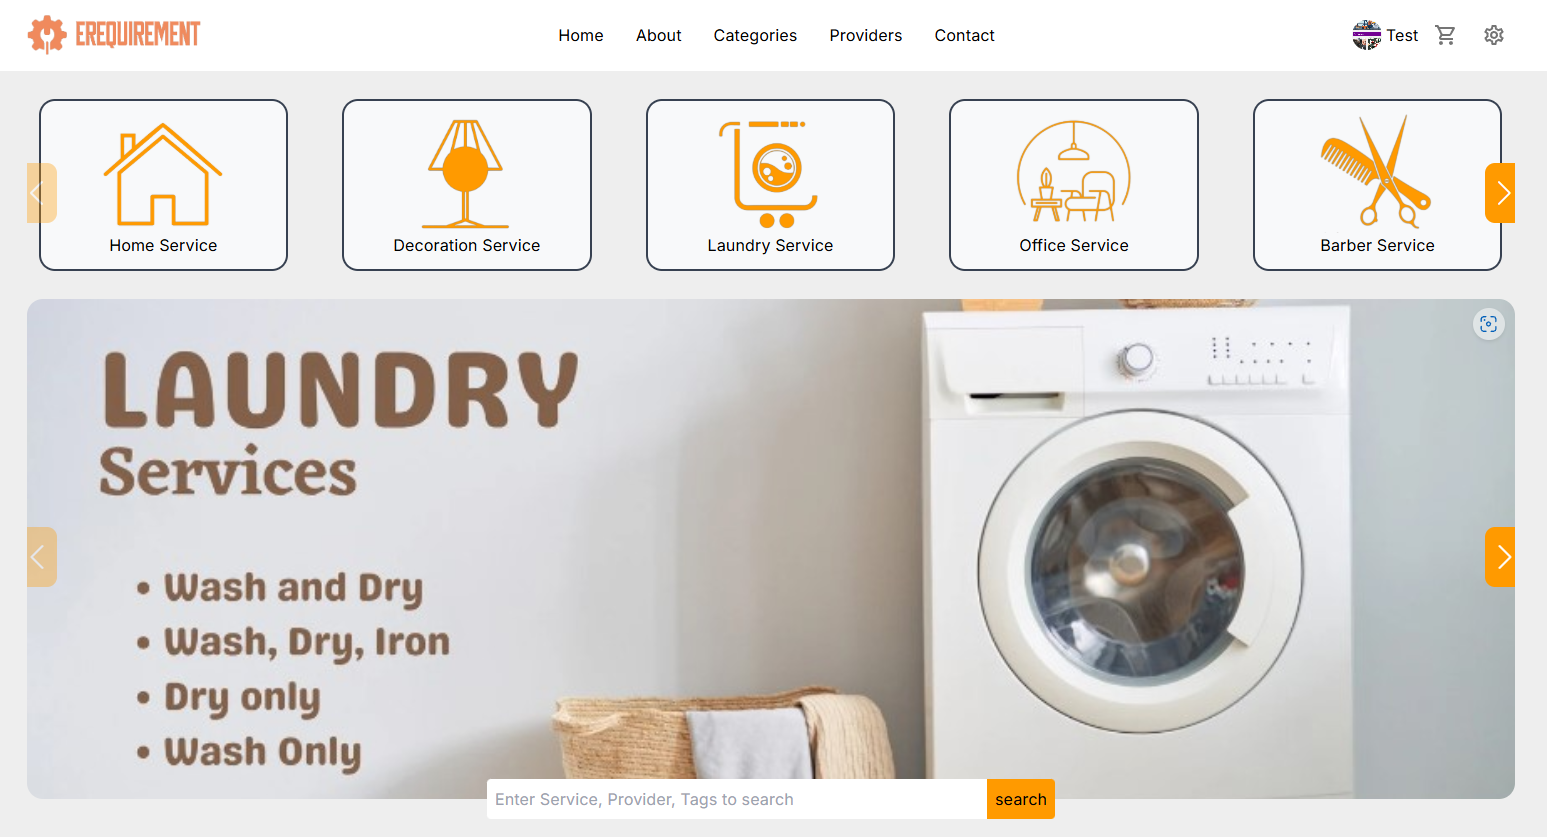 EREQUIREMENT
Home About Categories Providers Contact
Test
Home Service
Decoration Service
Laundry Service
Office Service
Barber Service
LAUNDRY
Services
• Wash and Dry
• Wash, Dry, Iron
• Dry only
• Wash Only
Enter Service, Provider, Tags to search
search